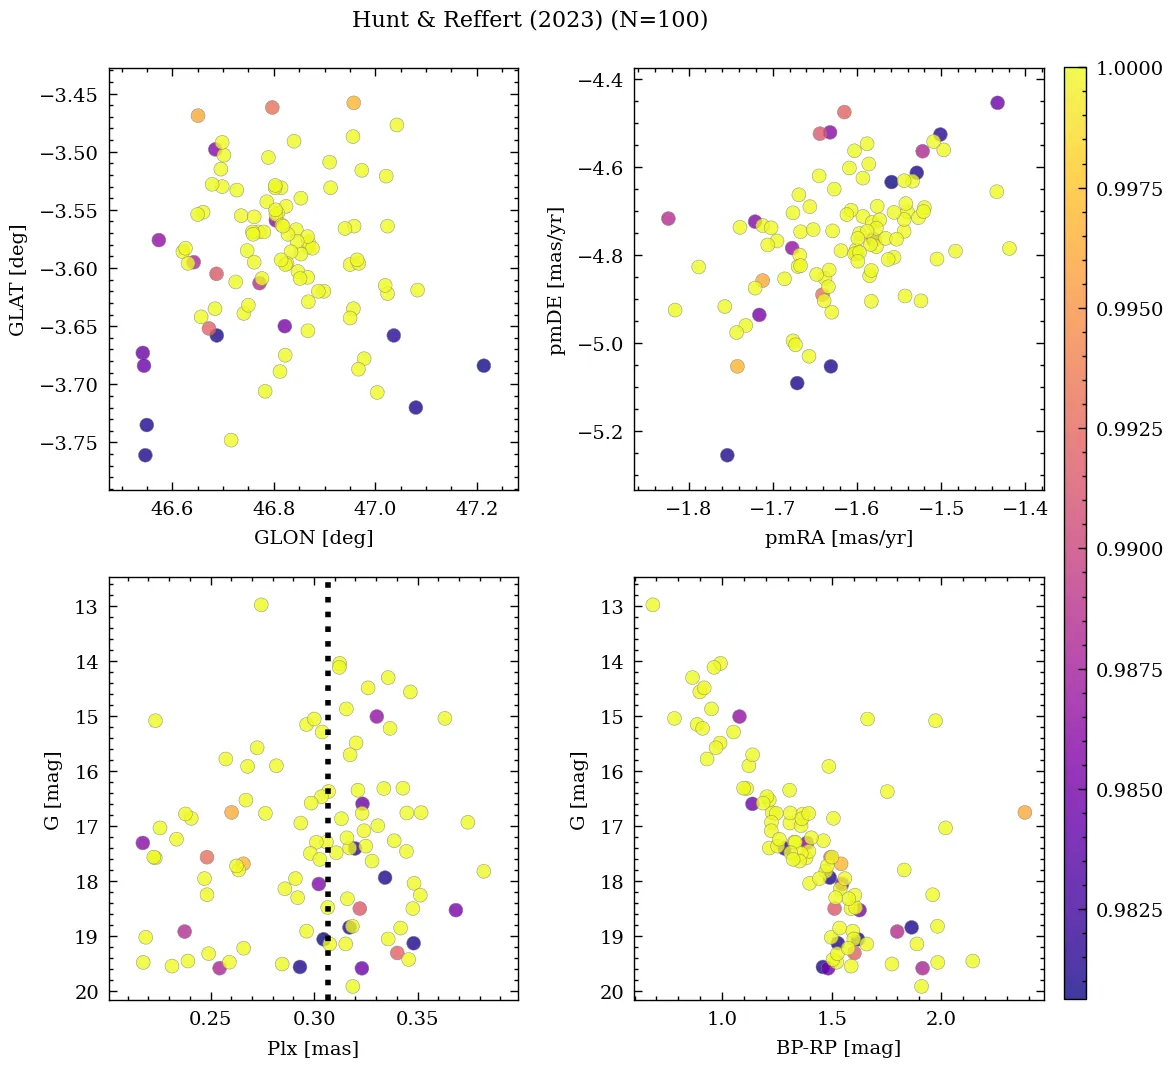 Hunt & Reffert (2023) (N=100)
−3.45
−3.50
−3.55
−3.60
−3.65
−3.70
−3.75
GLAT [deg]
46.6 46.8 47.0 47.2
GLON [deg]
−4.4
−4.6
−4.8
−5.0
−5.2
pmDE [mas/yr]
−1.8 −1.7 −1.6 −1.5 −1.4
pmRA [mas/yr]
13
14
15
16
17
18
19
20
G [mag]
0.25 0.30 0.35
Plx [mas]
13
14
15
16
17
18
19
20
G [mag]
1.0 1.5 2.0
BP-RP [mag]
1.0000
0.9975
0.9950
0.9925
0.9900
0.9875
0.9850
0.9825